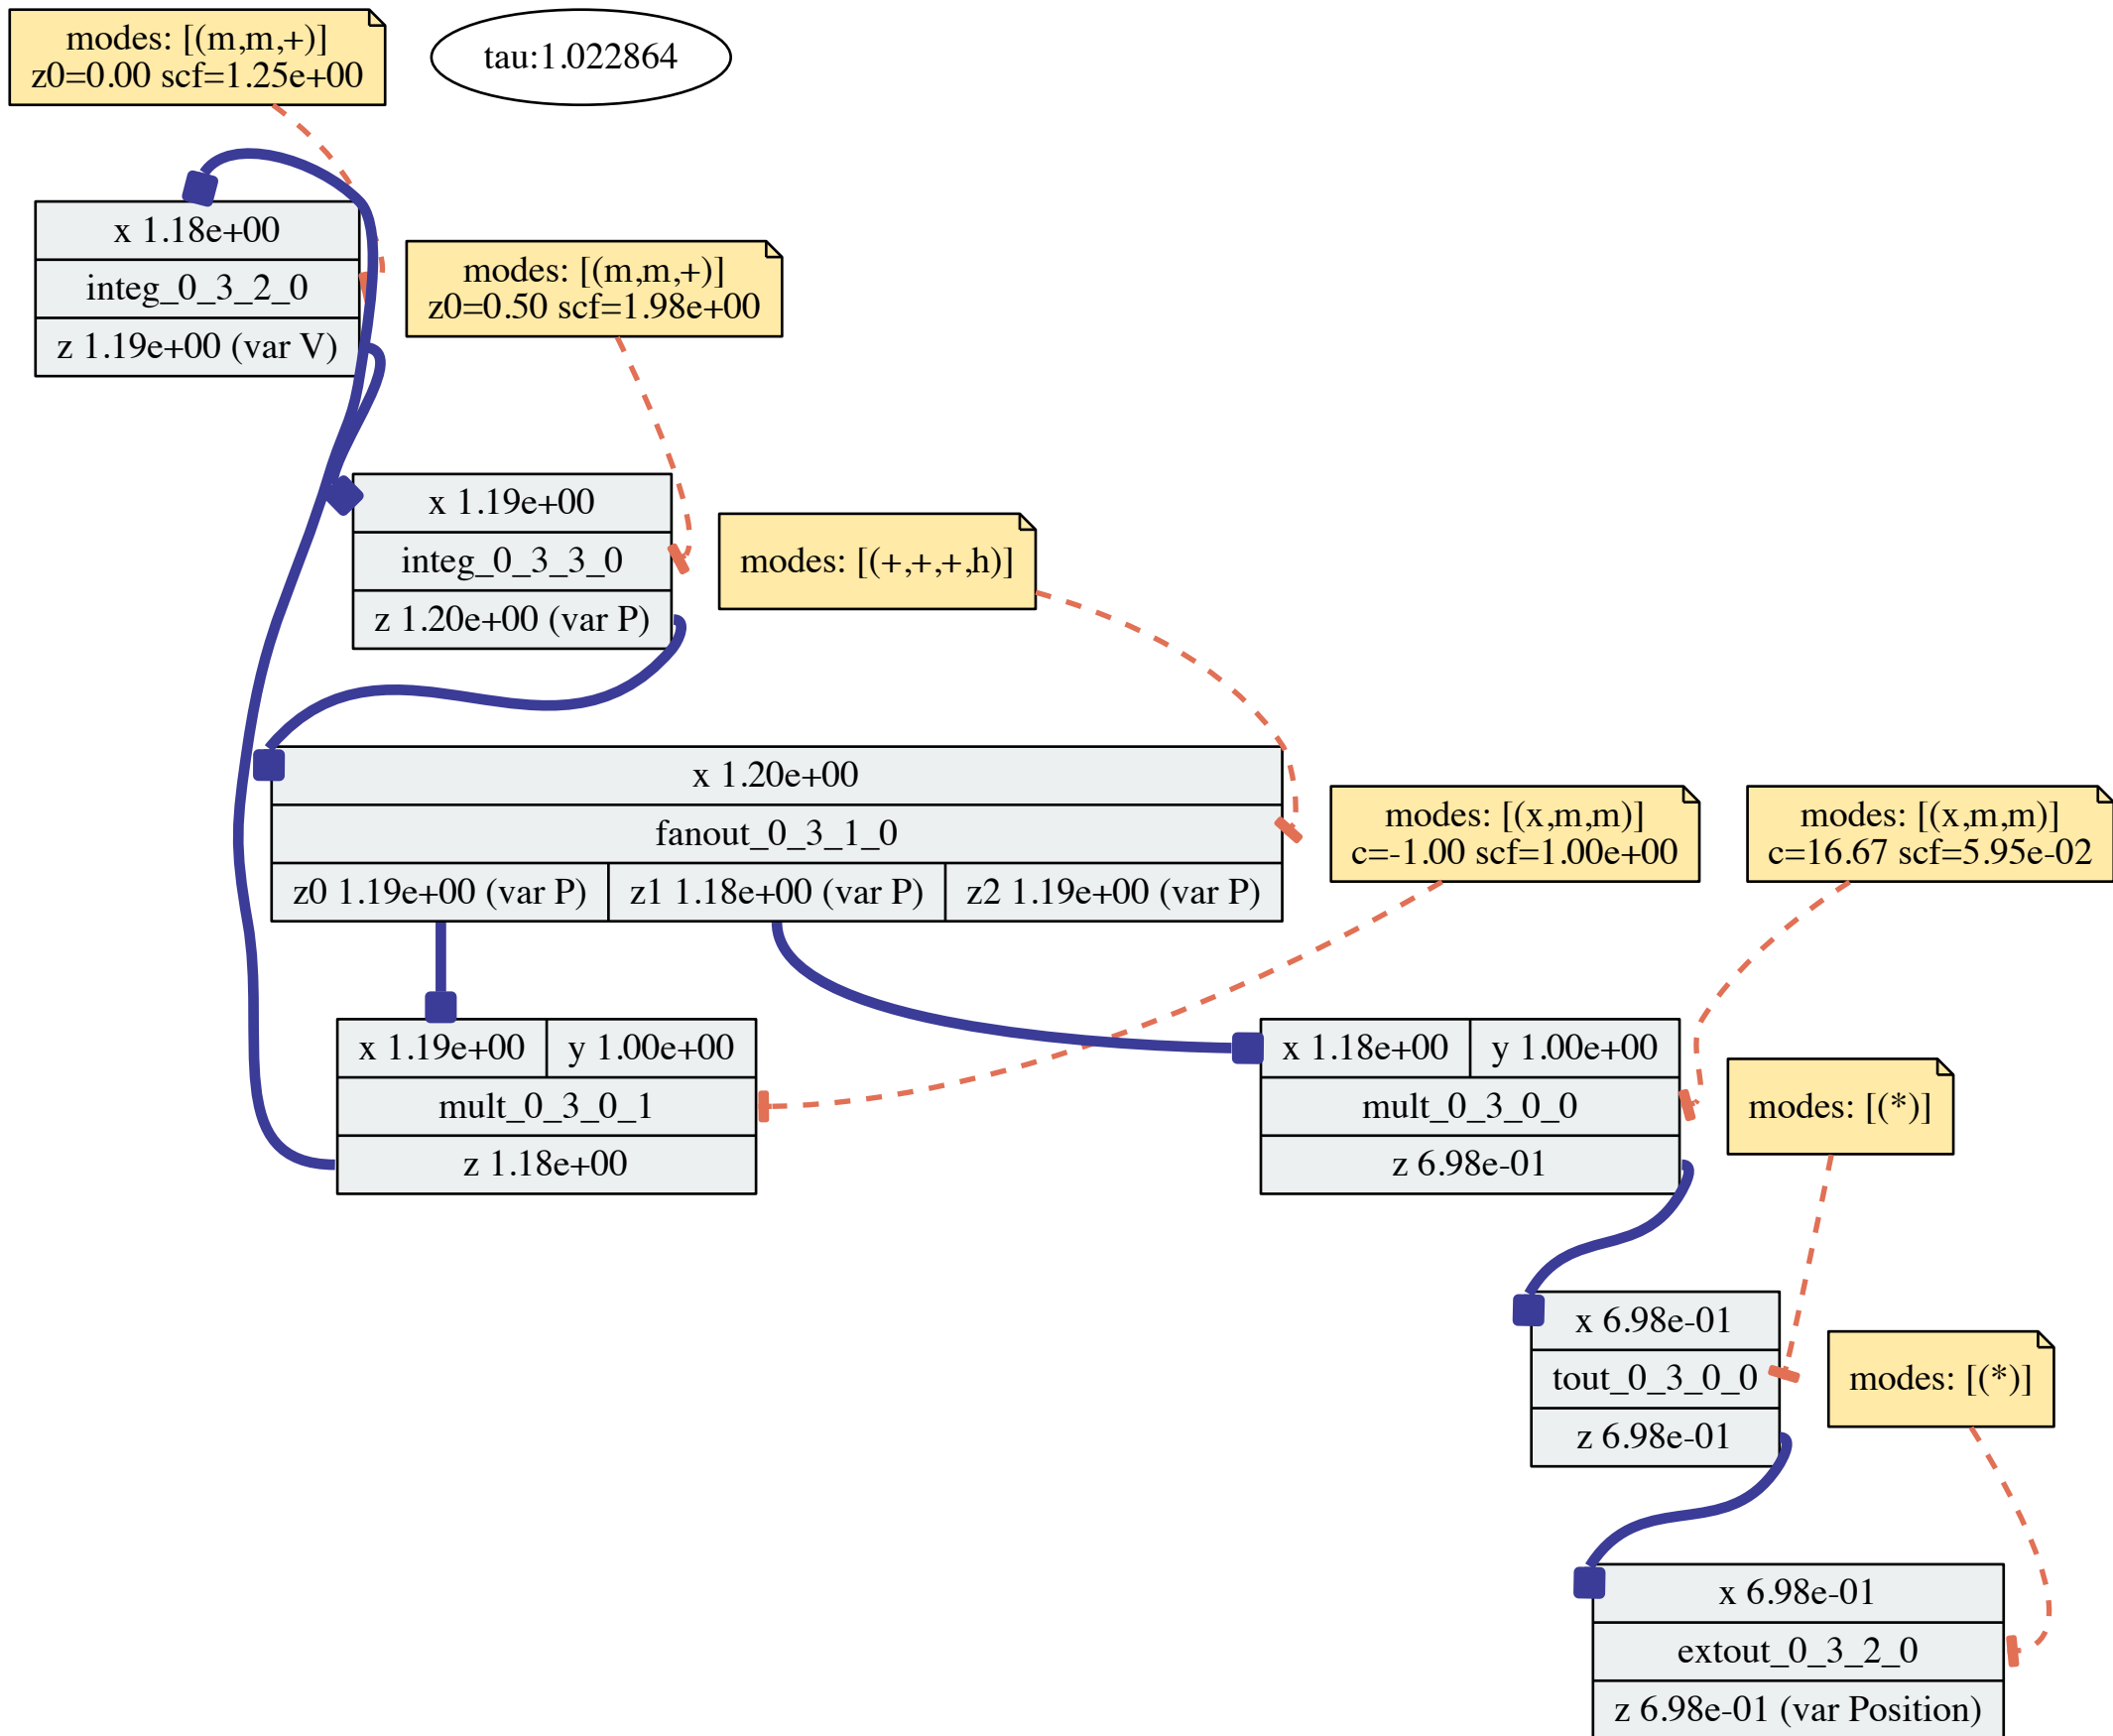 modes: [(m,m,+)]
z0=0.00 scf=1.25e+00
tau:1.022864
x 1.18e+00
integ_0_3_2_0
z 1.19e+00 (var V)
modes: [(m,m,+)]
z0=0.50 scf=1.98e+00
x 1.19e+00
integ_0_3_3_0
z 1.20e+00 (var P)
modes: [(+,+,+,h)]
x 1.20e+00
fanout_0_3_1_0
z0 1.19e+00 (var P)
z1 1.18e+00 (var P)
z2 1.19e+00 (var P)
modes: [(x,m,m)]
c=-1.00 scf=1.00e+00
modes: [(x,m,m)]
c=16.67 scf=5.95e-02
x 1.19e+00
y 1.00e+00
mult_0_3_0_1
z 1.18e+00
x 1.18e+00
y 1.00e+00
mult_0_3_0_0
z 6.98e-01
modes: [(*)]
x 6.98e-01
tout_0_3_0_0
z 6.98e-01
modes: [(*)]
x 6.98e-01
extout_0_3_2_0
z 6.98e-01 (var Position)